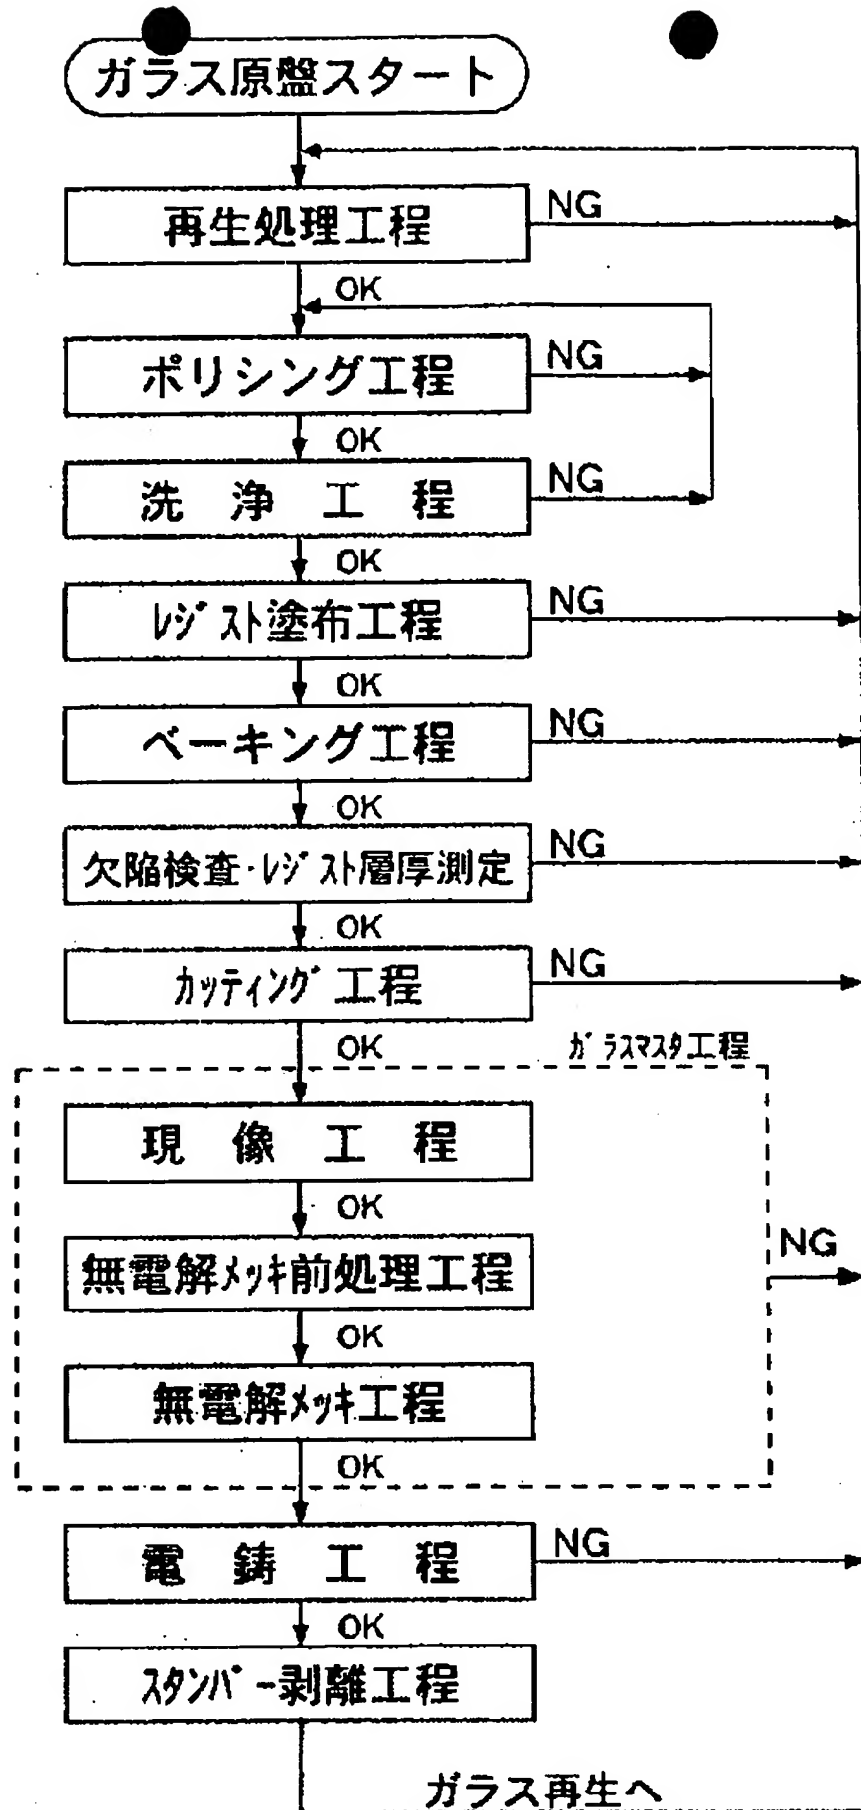 ガラス原盤スタート
再生処理工程
NG
OK
ポリシング工程
NG
OK
洗浄工程
NG
OK
レジスト塗布工程
NG
OK
ベーキング工程
NG
OK
欠陥検査・レジスト層厚測定
NG
OK
カッティング工程
NG
OK
ガラスマスタ工程
現像工程
OK
NG
無電解メッキ前処理工程
OK
無電解メッキ工程
OK
電鋳工程
NG
OK
スタンパー剥離工程
ガラス再生へ